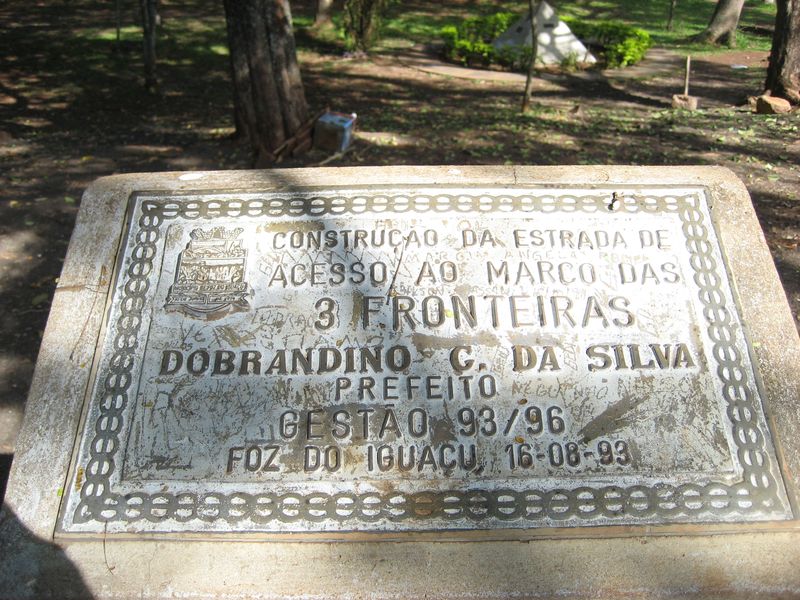 CONSTRUÇÃO DA ESTRADA DE
ACESSO AO MARCO DAS
3 FRONTEIRAS
DOBRANDINO G. DA SILVA
PREFEITO
GESTÃO 93/96
FOZ DO IGUAÇU, 16-08-93